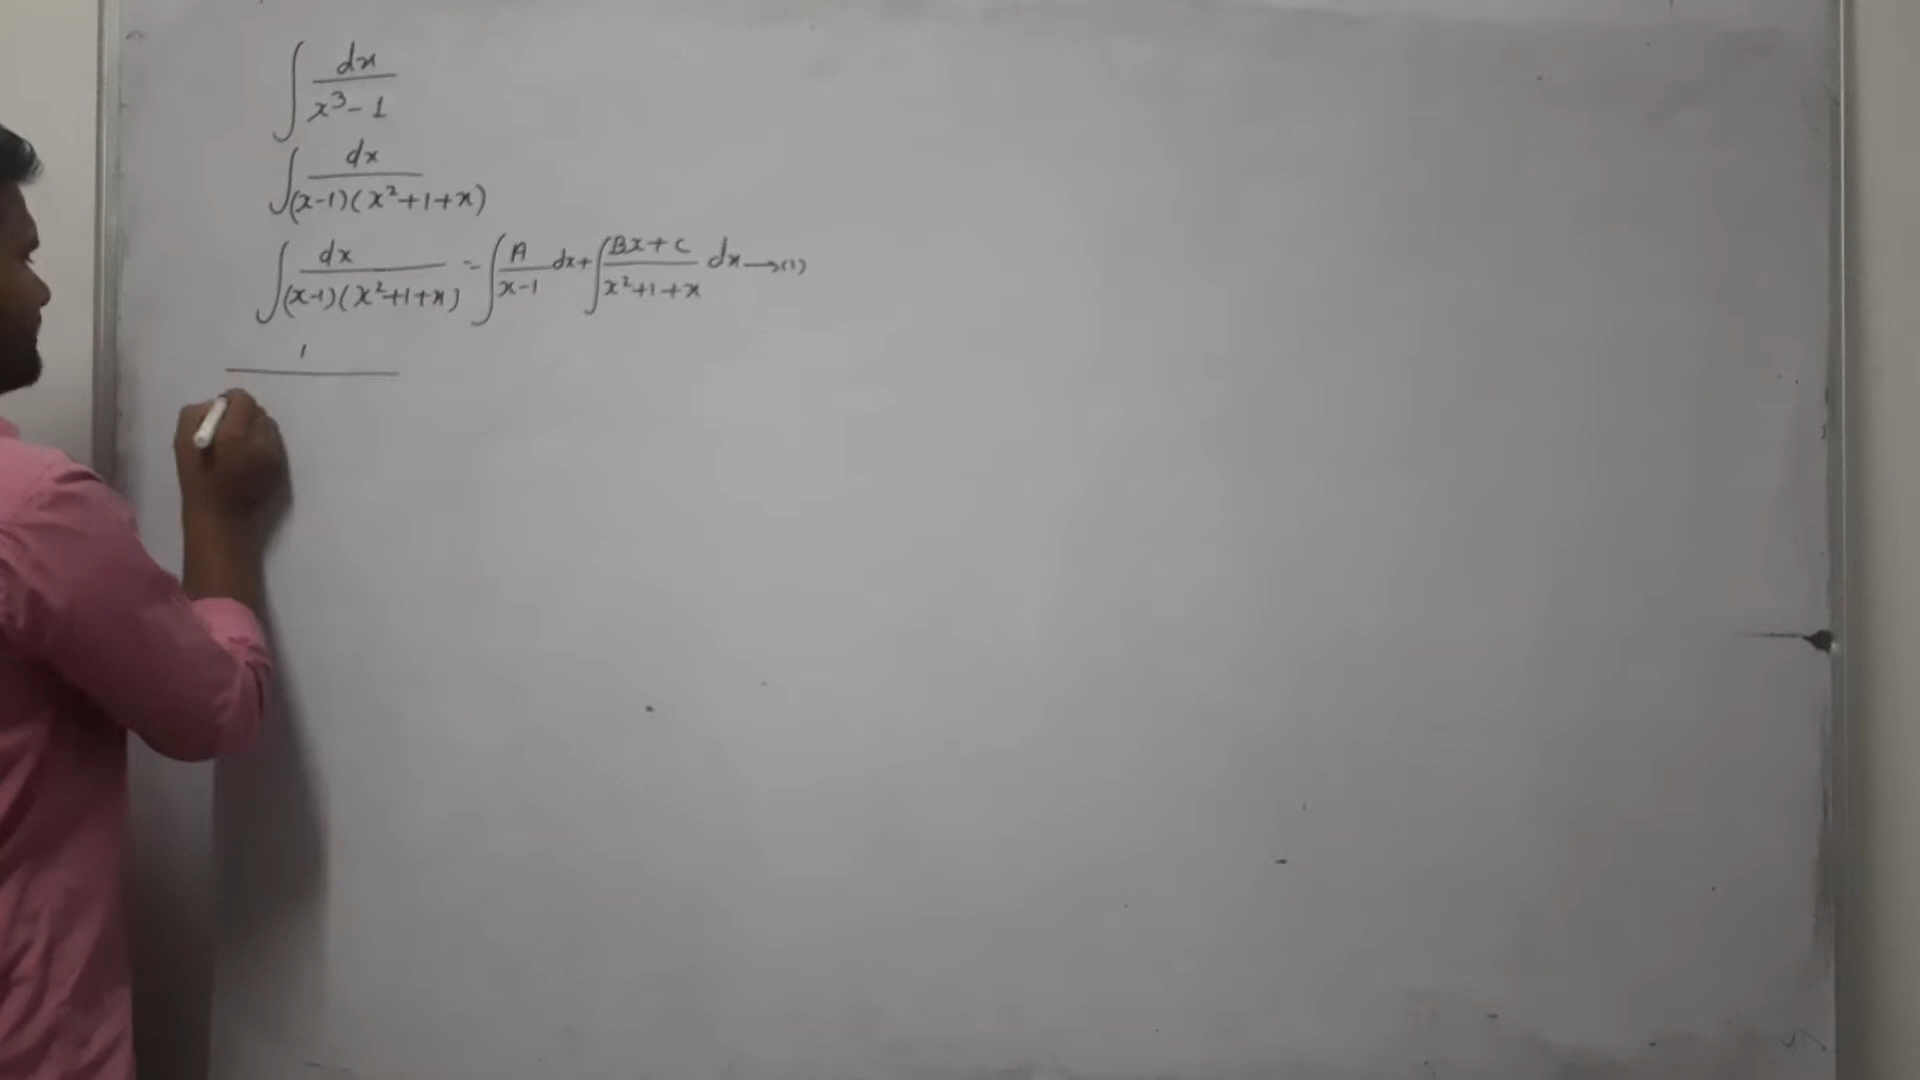 ∫ dx / x³ - 1
∫ dx / (x-1)(x²+1+x)
∫ dx / (x-1)(x²+1+x) = ∫ A / x-1 dx + ∫ Bx+C / x²+1+x dx → (1)
1